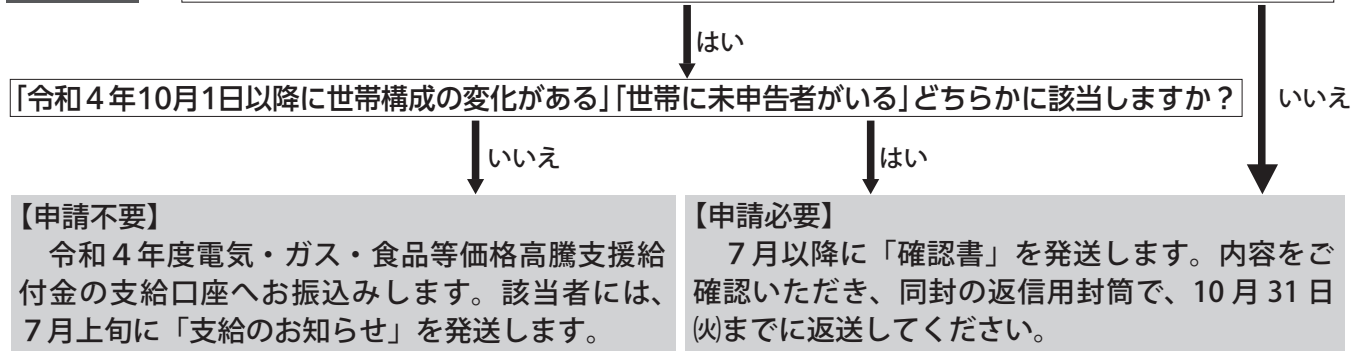 はい
「令和４年10月1日以降に世帯構成の変化がある」「世帯に未申告者がいる」どちらかに該当しますか？
いいえ
いいえ
はい
【申請不要】
　令和４年度電気・ガス・食品等価格高騰支援給
付金の支給口座へお振込みします。該当者には、
７月上旬に「支給のお知らせ」を発送します。
【申請必要】
　７月以降に「確認書」を発送します。内容をご
確認いただき、同封の返信用封筒で、10 月 31 日
㈫までに返送してください。